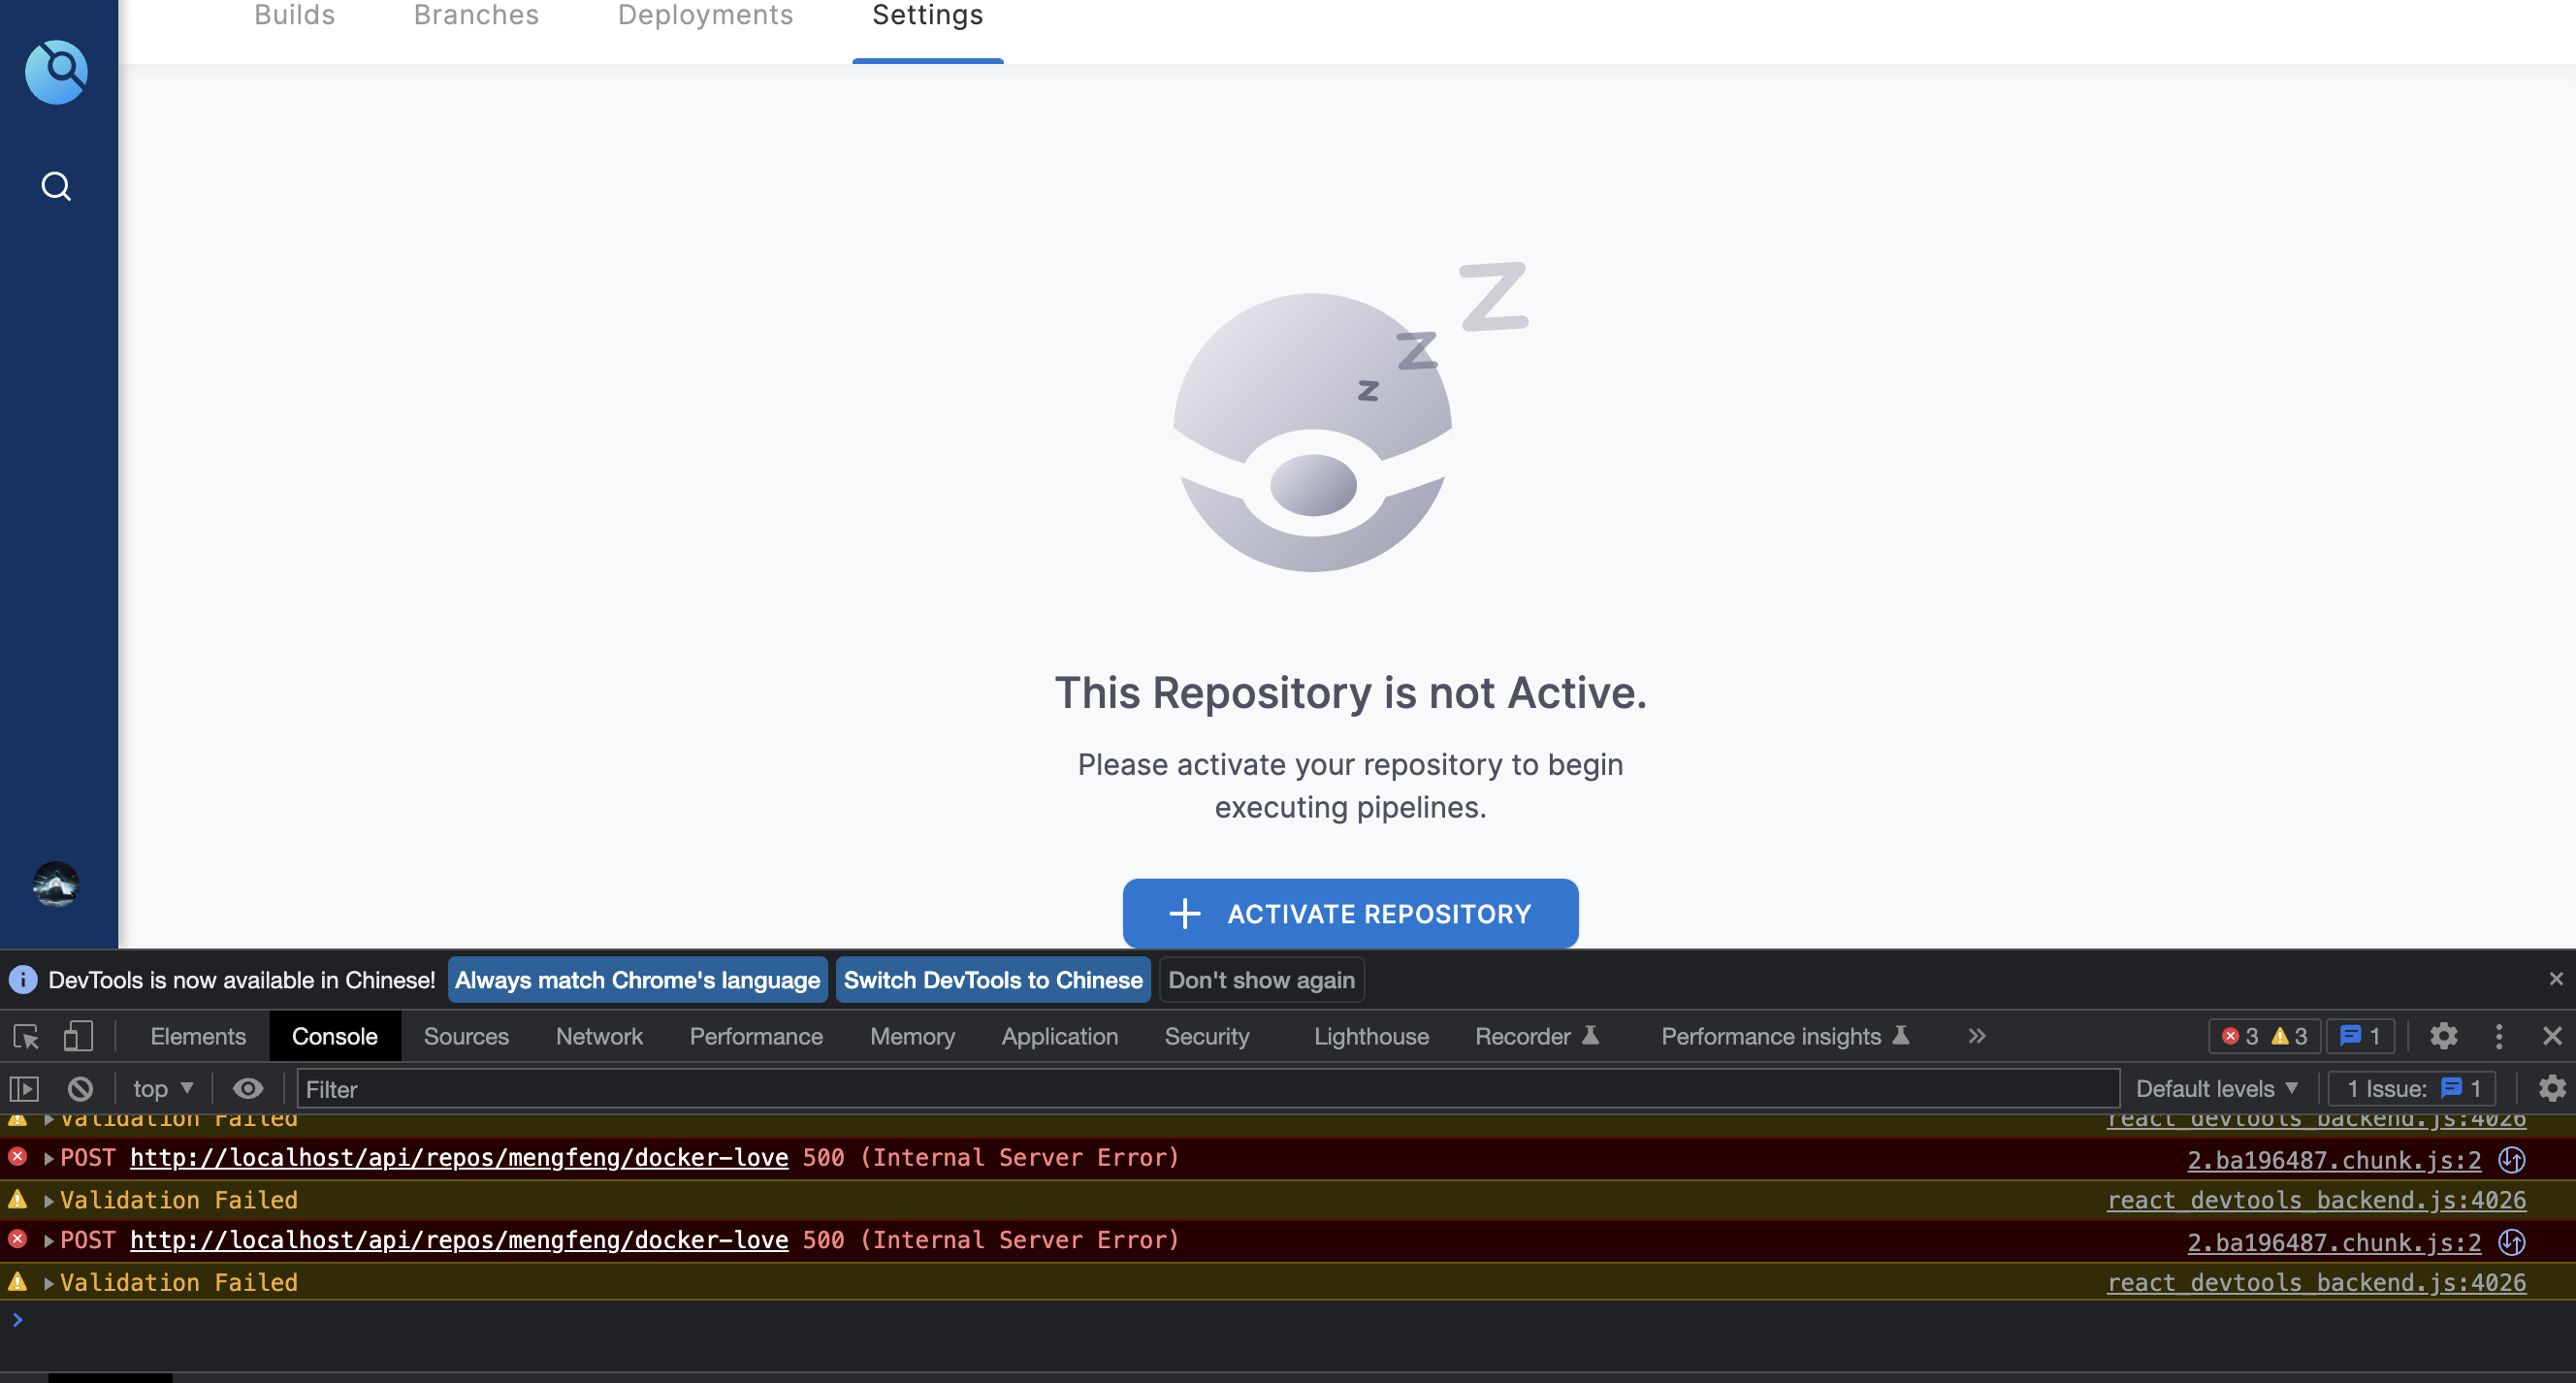 Builds Branches Deployments Settings
z z Z
This Repository is not Active.
Please activate your repository to begin
executing pipelines.
+ ACTIVATE REPOSITORY
DevTools is now available in Chinese! Always match Chrome's language Switch DevTools to Chinese Don't show again
Elements Console Sources Network Performance Memory Application Security Lighthouse Recorder Performance insights » 3 3 1
top Filter Default levels 1 Issue: 1
Validation Failed react_devtools_backend.js:4026
POST http://localhost/api/repos/mengfeng/docker-love 500 (Internal Server Error) 2.ba196487.chunk.js:2
Validation Failed react_devtools_backend.js:4026
POST http://localhost/api/repos/mengfeng/docker-love 500 (Internal Server Error) 2.ba196487.chunk.js:2
Validation Failed react_devtools_backend.js:4026